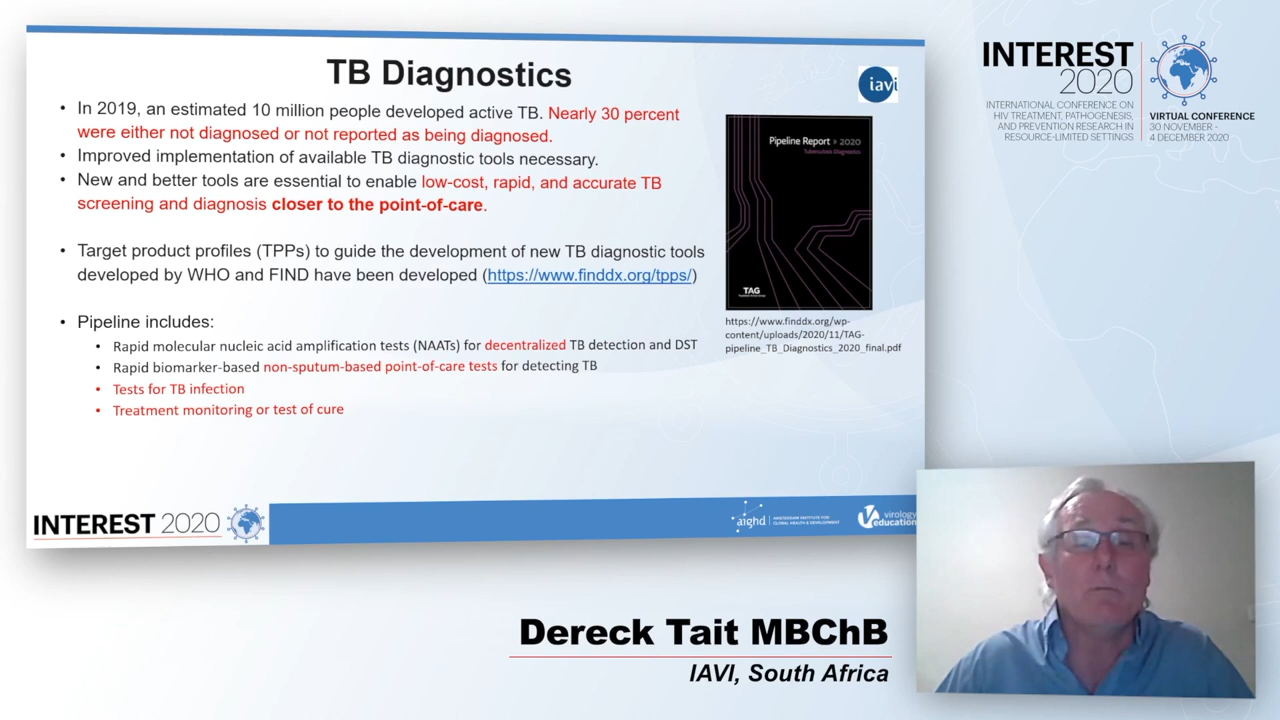 TB Diagnostics
iavi
• In 2019, an estimated 10 million people developed active TB. Nearly 30 percent
were either not diagnosed or not reported as being diagnosed.
• Improved implementation of available TB diagnostic tools necessary.
• New and better tools are essential to enable low-cost, rapid, and accurate TB
screening and diagnosis closer to the point-of-care.
• Target product profiles (TPPs) to guide the development of new TB diagnostic tools
developed by WHO and FIND have been developed (https://www.finddx.org/tpps/)
• Pipeline includes:
• Rapid molecular nucleic acid amplification tests (NAATs) for decentralized TB detection and DST
• Rapid biomarker-based non-sputum-based point-of-care tests for detecting TB
• Tests for TB infection
• Treatment monitoring or test of cure
Pipeline Report » 2020
Tuberculosis Diagnostics
TAG
Treatment Action Group
https://www.finddx.org/wp-
content/uploads/2020/11/TAG-
pipeline_TB_Diagnostics_2020_final.pdf
INTEREST 2020
aighd
AMSTERDAM INSTITUTE FOR
GLOBAL HEALTH & DEVELOPMENT
virology
education
INTEREST
2020
INTERNATIONAL CONFERENCE ON
HIV TREATMENT, PATHOGENESIS,
AND PREVENTION RESEARCH IN
RESOURCE-LIMITED SETTINGS
VIRTUAL CONFERENCE
30 NOVEMBER -
4 DECEMBER 2020
Dereck Tait MBChB
IAVI, South Africa